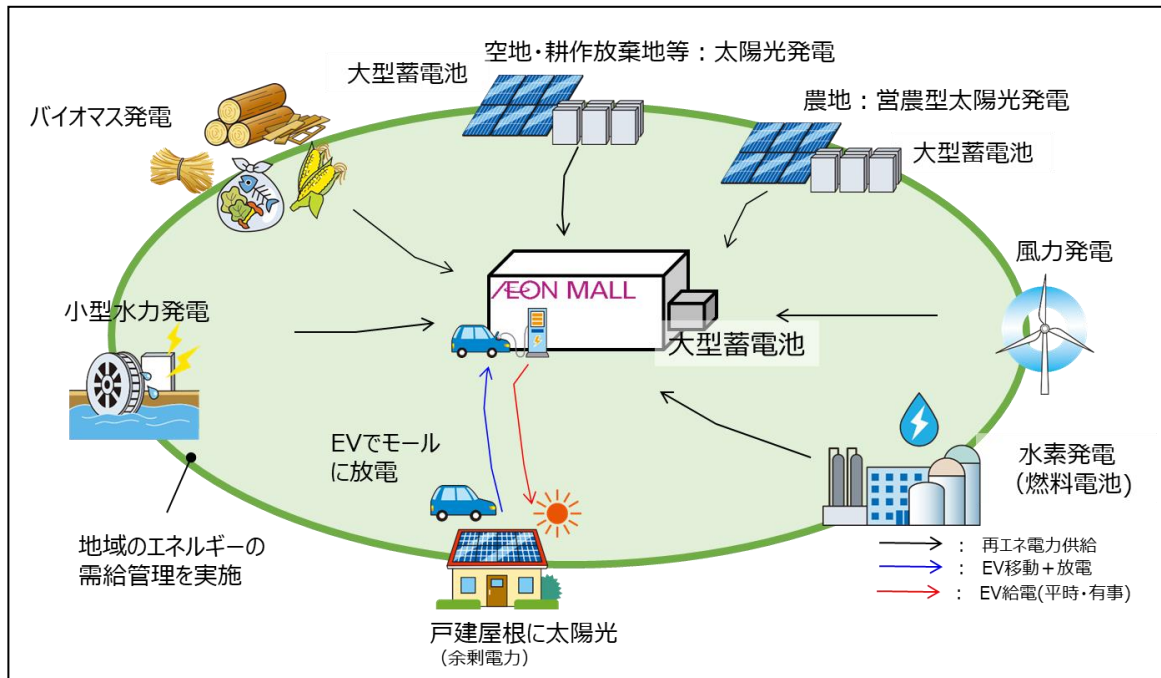 空地・耕作放棄地等：太陽光発電
大型蓄電池
農地：営農型太陽光発電
大型蓄電池
バイオマス発電
風力発電
ÆON MALL
小型水力発電
大型蓄電池
EVでモール
に放電
水素発電
(燃料電池)
地域のエネルギーの
需給管理を実施
： 再エネ電力供給
： EV移動＋放電
： EV給電(平時・有事)
戸建屋根に太陽光
（余剰電力）